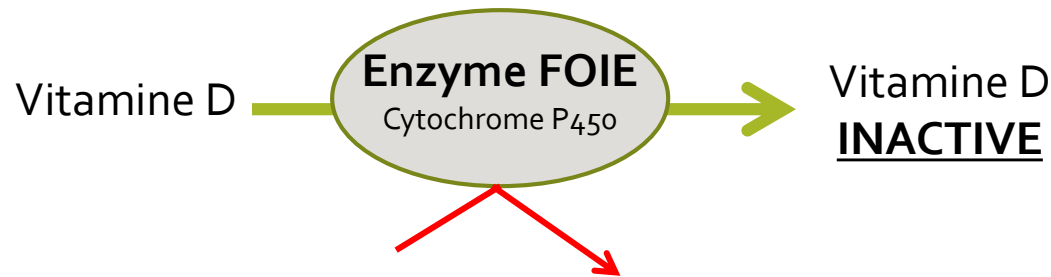 Vitamine D
Enzyme FOIE
Cytochrome P450
Vitamine D
INACTIVE